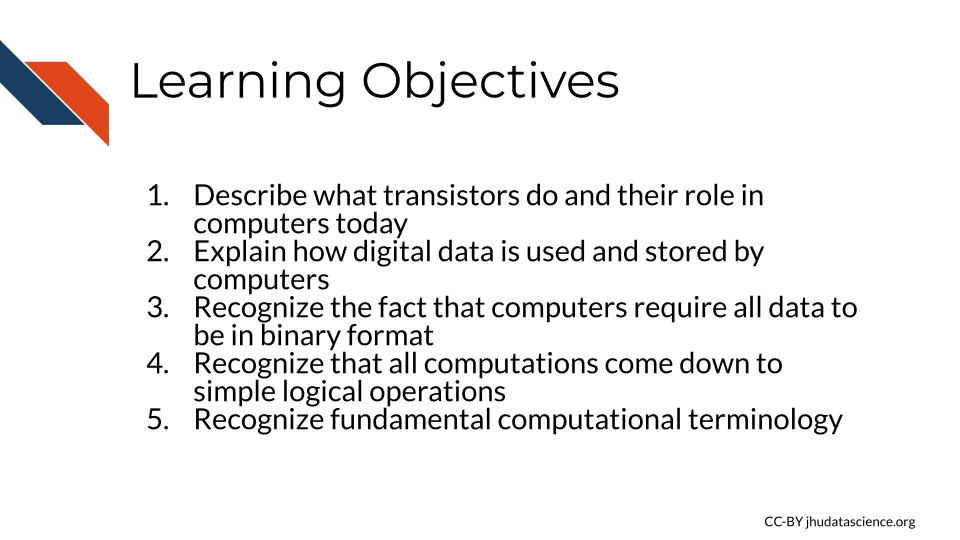 Learning Objectives
1. Describe what transistors do and their role in
computers today
2. Explain how digital data is used and stored by
computers
3. Recognize the fact that computers require all data to
be in binary format
4. Recognize that all computations come down to
simple logical operations
5. Recognize fundamental computational terminology
CC-BY jhudatascience.org